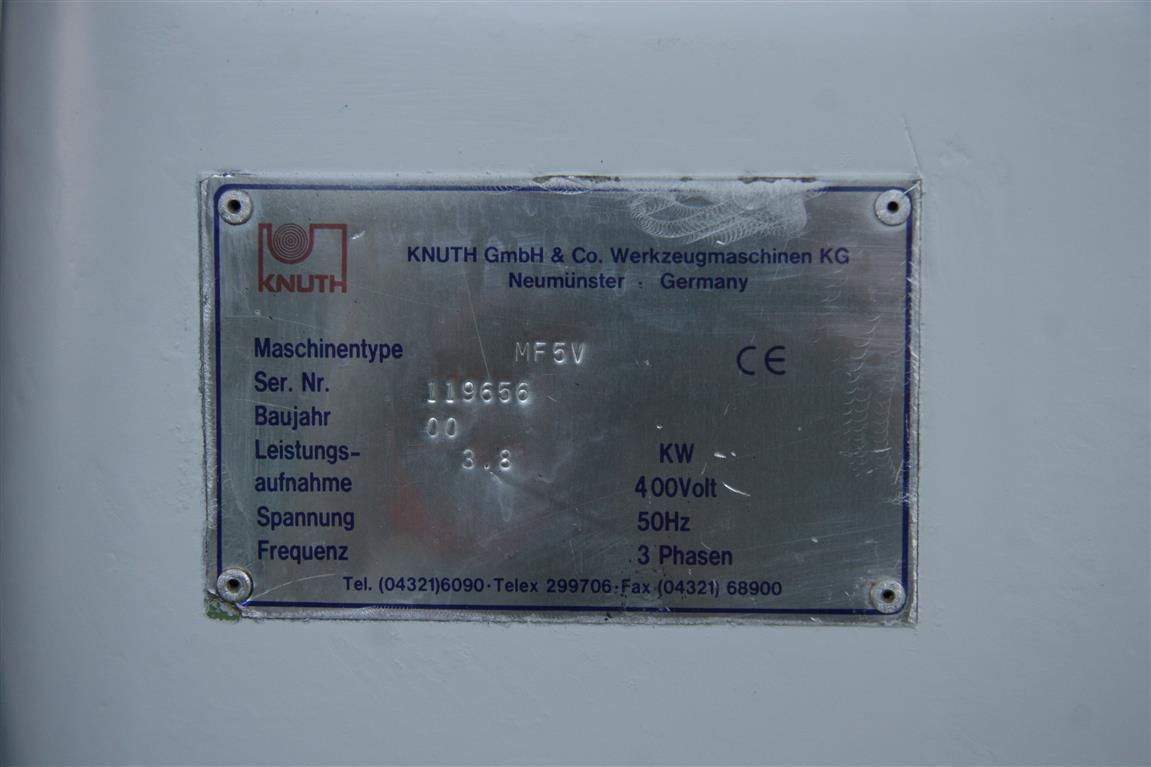 KNUTH
KNUTH GmbH & Co. Werkzeugmaschinen KG
Neumünster · Germany
Maschinentype MF5V CE
Ser. Nr. 119656
Baujahr 00
Leistungs- 3.8 KW
aufnahme 400Volt
Spannung 50Hz
Frequenz 3 Phasen
Tel. (04321)6090·Telex 299706·Fax (04321) 68900